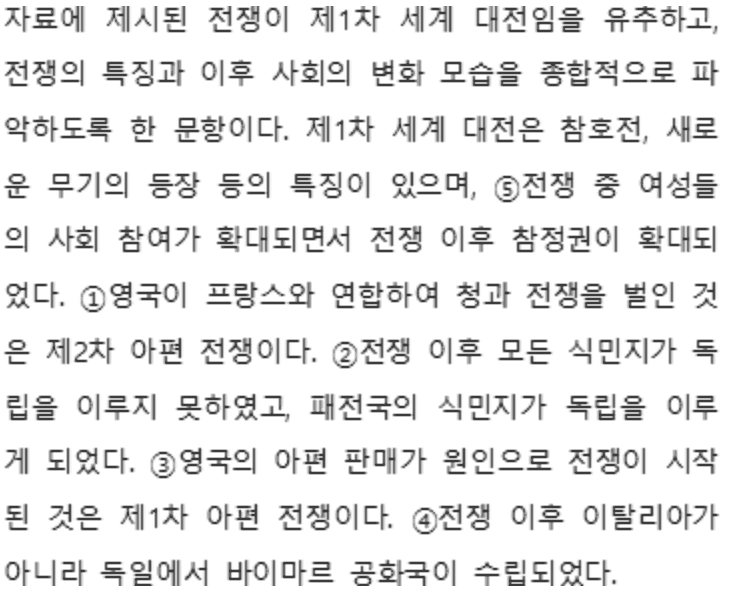 자료에 제시된 전쟁이 제1차 세계 대전임을 유추하고,
전쟁의 특징과 이후 사회의 변화 모습을 종합적으로 파
악하도록 한 문항이다. 제1차 세계 대전은 참호전, 새로
운 무기의 등장 등의 특징이 있으며, ⑤전쟁 중 여성들
의 사회 참여가 확대되면서 전쟁 이후 참정권이 확대되
었다. ①영국이 프랑스와 연합하여 청과 전쟁을 벌인 것
은 제2차 아편 전쟁이다. ②전쟁 이후 모든 식민지가 독
립을 이루지 못하였고, 패전국의 식민지가 독립을 이루
게 되었다. ③영국의 아편 판매가 원인으로 전쟁이 시작
된 것은 제1차 아편 전쟁이다. ④전쟁 이후 이탈리아가
아니라 독일에서 바이마르 공화국이 수립되었다.